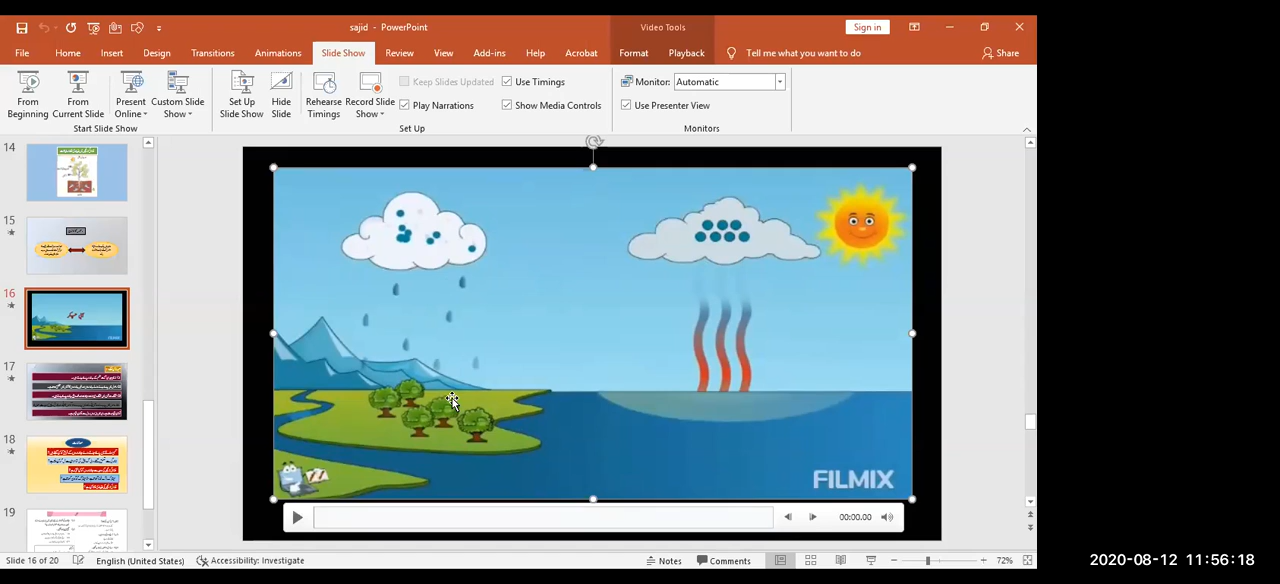 sajid - PowerPoint
Video Tools
Sign in
File Home Insert Design Transitions Animations Slide Show Review View Add-ins Help Acrobat Format Playback Tell me what you want to do Share
From Beginning
From Current Slide
Present Online
Custom Slide Show
Start Slide Show
Set Up Slide Show
Hide Slide
Rehearse Timings
Record Slide Show
Keep Slides Updated
Play Narrations
Use Timings
Show Media Controls
Set Up
Monitor: Automatic
Use Presenter View
Monitors
14
15
16
17
18
19
FILMIX
00:00.00
Slide 16 of 20 English (United States) Accessibility: Investigate Notes Comments 72%
2020-08-12 11:56:18